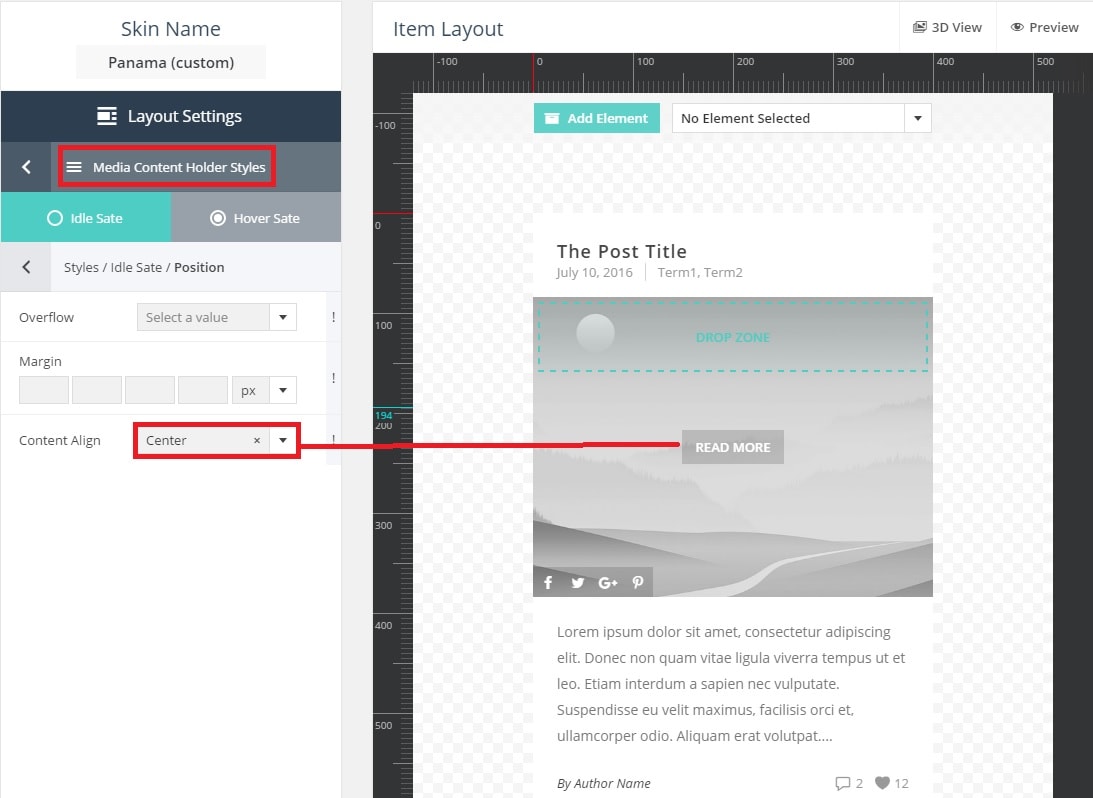 Skin Name
Panama (custom)
Layout Settings
Media Content Holder Styles
Idle Sate
Hover Sate
Styles / Idle Sate / Position
Overflow
Select a value
!
Margin
px
!
Content Align
Center ×
!
Item Layout
3D View
Preview
-100 0 100 200 300 400 500
-100
0
100
194
200
300
400
500
Add Element
No Element Selected
The Post Title
July 10, 2016
Term1, Term2
DROP ZONE
READ MORE
Lorem ipsum dolor sit amet, consectetur adipiscing
elit. Donec non quam vitae ligula viverra tempus ut et
leo. Etiam interdum a sapien nec vulputate.
Suspendisse eu velit maximus, facilisis orci et,
ullamcorper odio. Aliquam erat volutpat....
By Author Name
2
12